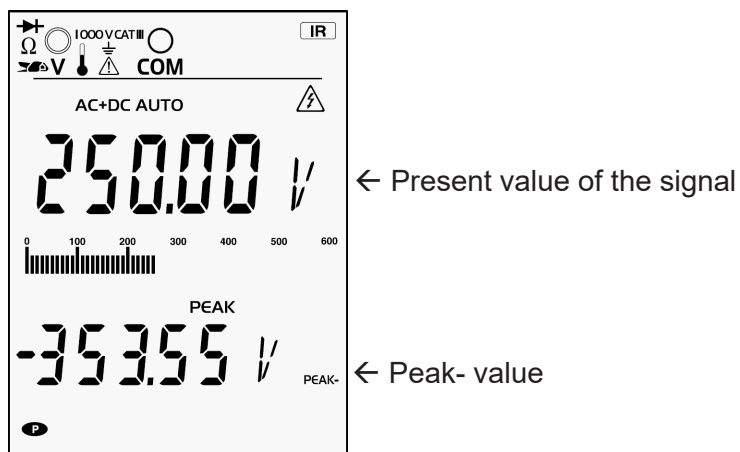 1000 V CAT III
IR
Ω
V
COM
AC+DC AUTO
250.00 V
← Present value of the signal
0 100 200 300 400 500 600
PEAK
-353.55 V
PEAK-
← Peak- value
P